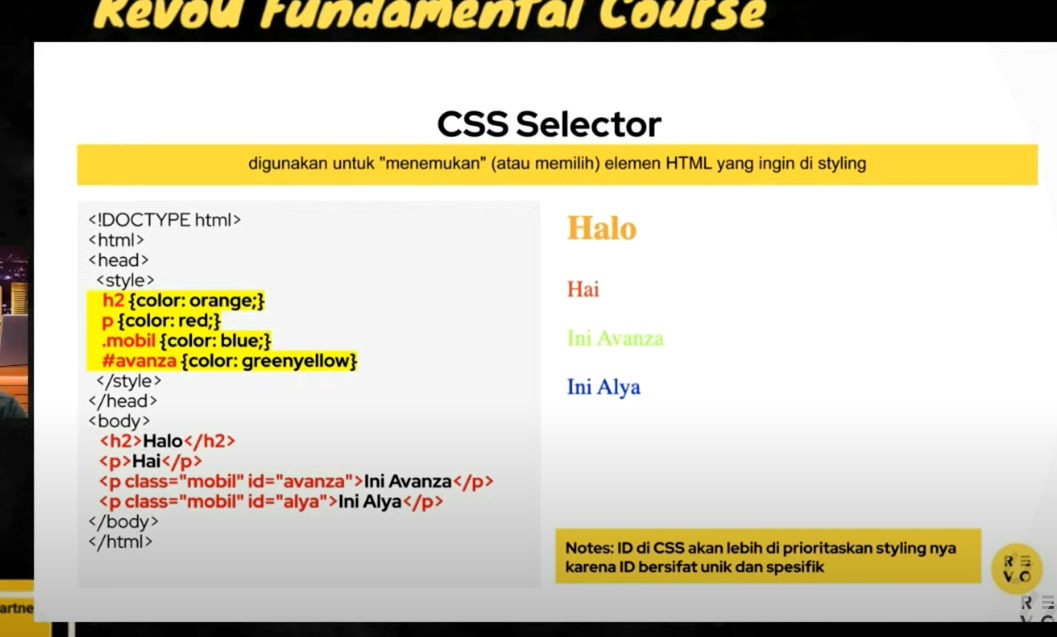 RevoU Fundamental Course
CSS Selector
digunakan untuk "menemukan" (atau memilih) elemen HTML yang ingin di styling
<!DOCTYPE html>
<html>
<head>
<style>
h2 {color: orange;}
p {color: red;}
.mobil {color: blue;}
#avanza {color: greenyellow}
</style>
</head>
<body>
<h2>Halo</h2>
<p>Hai</p>
<p class="mobil" id="avanza">Ini Avanza</p>
<p class="mobil" id="alya">Ini Alya</p>
</body>
</html>
Halo
Hai
Ini Avanza
Ini Alya
Notes: ID di CSS akan lebih di prioritaskan styling nya
karena ID bersifat unik dan spesifik